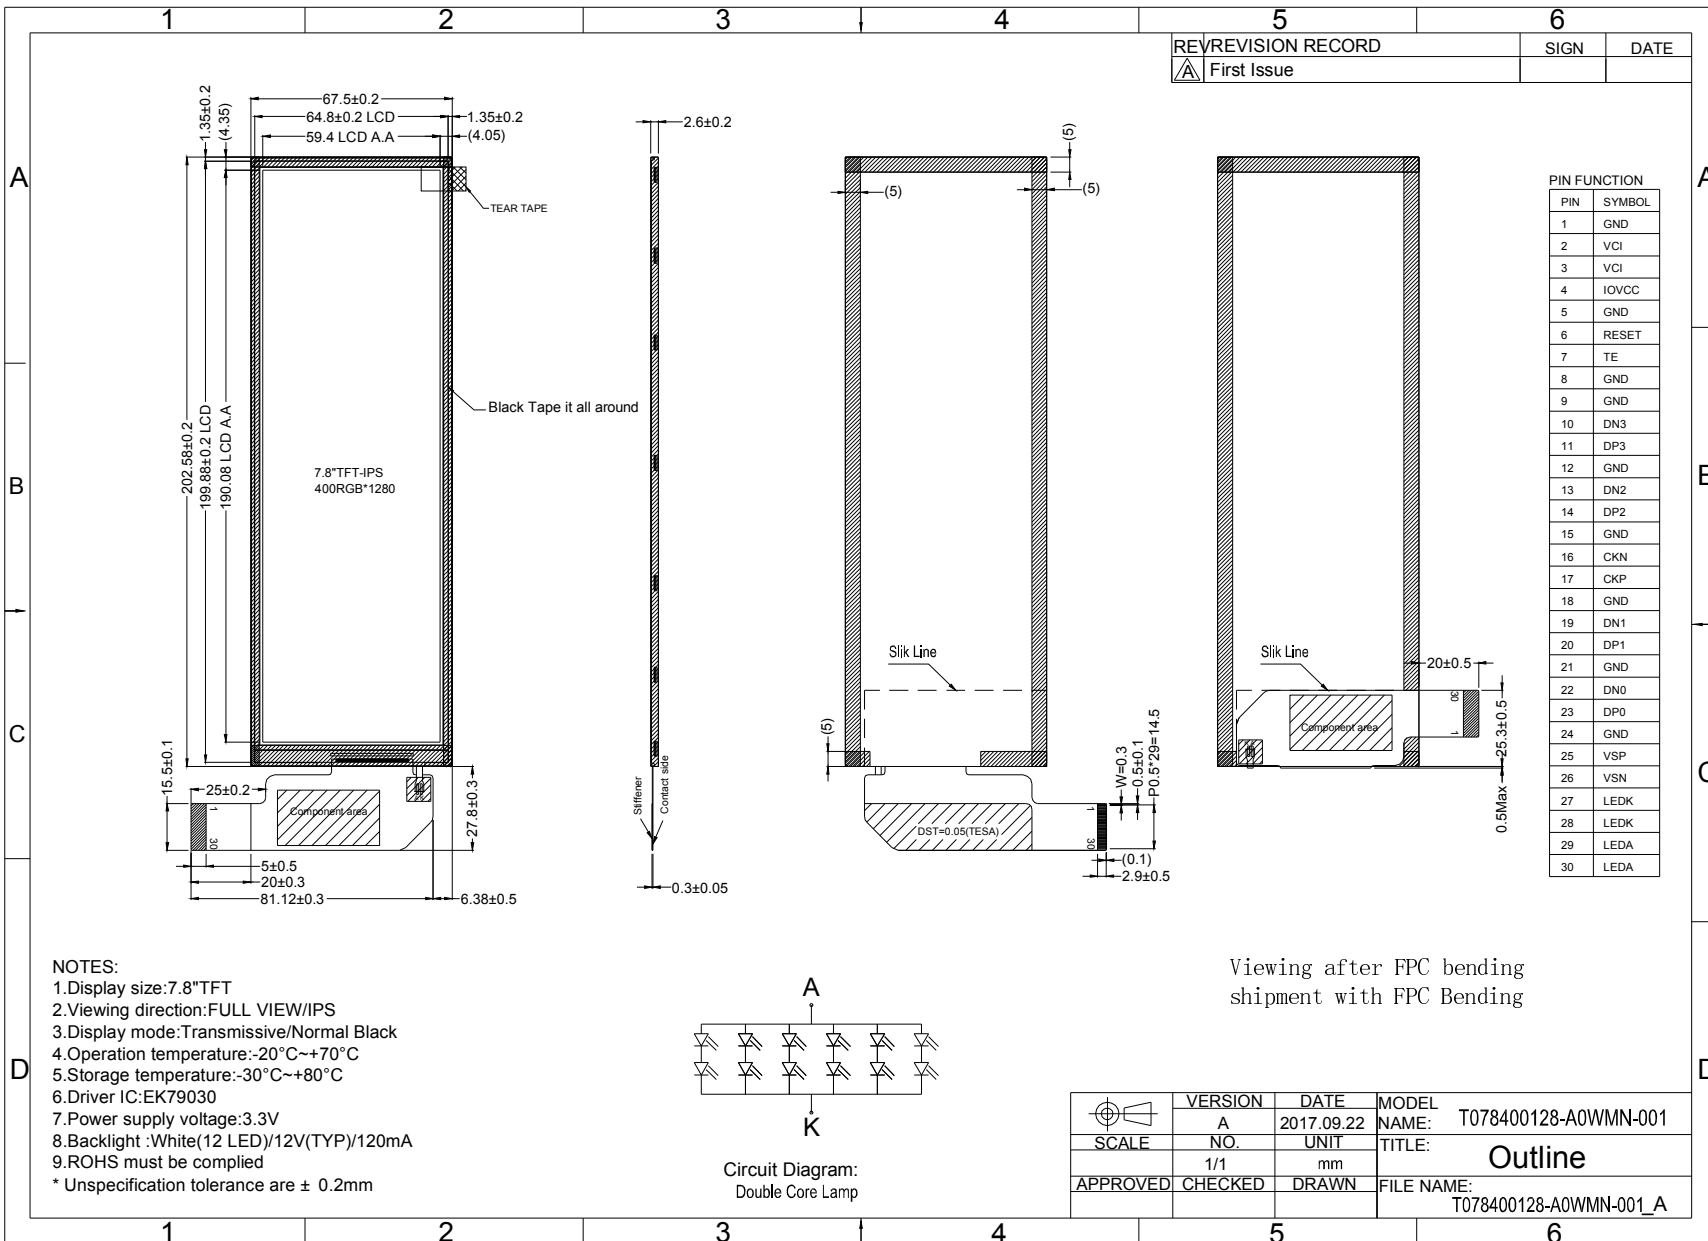 1 2 3 4 5 6
REV REVISION RECORD SIGN DATE
A First Issue
A
B
C
D
A
B
C
D
67.5±0.2
64.8±0.2 LCD
1.35±0.2
59.4 LCD A.A
(4.05)
1.35±0.2
(4.35)
TEAR TAPE
Black Tape it all around
202.58±0.2
199.88±0.2 LCD
190.08 LCD A.A
7.8"TFT-IPS
400RGB*1280
15.5±0.1
25±0.2
Component area
1
30
27.8±0.3
5±0.5
20±0.3
81.12±0.3
6.38±0.5
2.6±0.2
Stiffener
Contact side
0.3±0.05
(5)
(5)
(5)
Slik Line
(5)
DST=0.05(TESA)
1
30
W=0.3
0.5±0.1
P0.5*29=14.5
(0.1)
2.9±0.5
Slik Line
20±0.5
Component area
30
1
25.3±0.5
0.5Max
PIN FUNCTION
PIN SYMBOL
1 GND
2 VCI
3 VCI
4 IOVCC
5 GND
6 RESET
7 TE
8 GND
9 GND
10 DN3
11 DP3
12 GND
13 DN2
14 DP2
15 GND
16 CKN
17 CKP
18 GND
19 DN1
20 DP1
21 GND
22 DN0
23 DP0
24 GND
25 VSP
26 VSN
27 LEDK
28 LEDK
29 LEDA
30 LEDA
NOTES:
1.Display size:7.8"TFT
2.Viewing direction:FULL VIEW/IPS
3.Display mode:Transmissive/Normal Black
4.Operation temperature:-20°C~+70°C
5.Storage temperature:-30°C~+80°C
6.Driver IC:EK79030
7.Power supply voltage:3.3V
8.Backlight :White(12 LED)/12V(TYP)/120mA
9.ROHS must be complied
* Unspecification tolerance are ± 0.2mm
A
K
Circuit Diagram:
Double Core Lamp
Viewing after FPC bending
shipment with FPC Bending
VERSION DATE
A 2017.09.22
MODEL
NAME: T078400128-A0WMN-001
SCALE NO. UNIT
1/1 mm
TITLE: Outline
APPROVED CHECKED DRAWN
FILE NAME:
T078400128-A0WMN-001_A
1 2 3 4 5 6